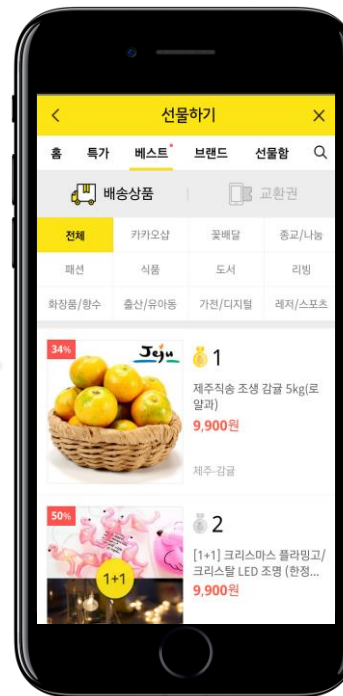 선물하기
홈 특가 베스트 브랜드 선물함
배송상품 교환권
전체 카카오샵 꽃배달 종교/나눔
패션 식품 도서 리빙
화장품/향수 출산/유아동 가전/디지털 레저/스포츠
34%
Jeju
1
제주직송 조생 감귤 5kg(로
얄과)
9,900원
제주-감귤
50%
1+1
2
[1+1] 크리스마스 플라밍고/
크리스탈 LED 조명 (한정...
9,900원